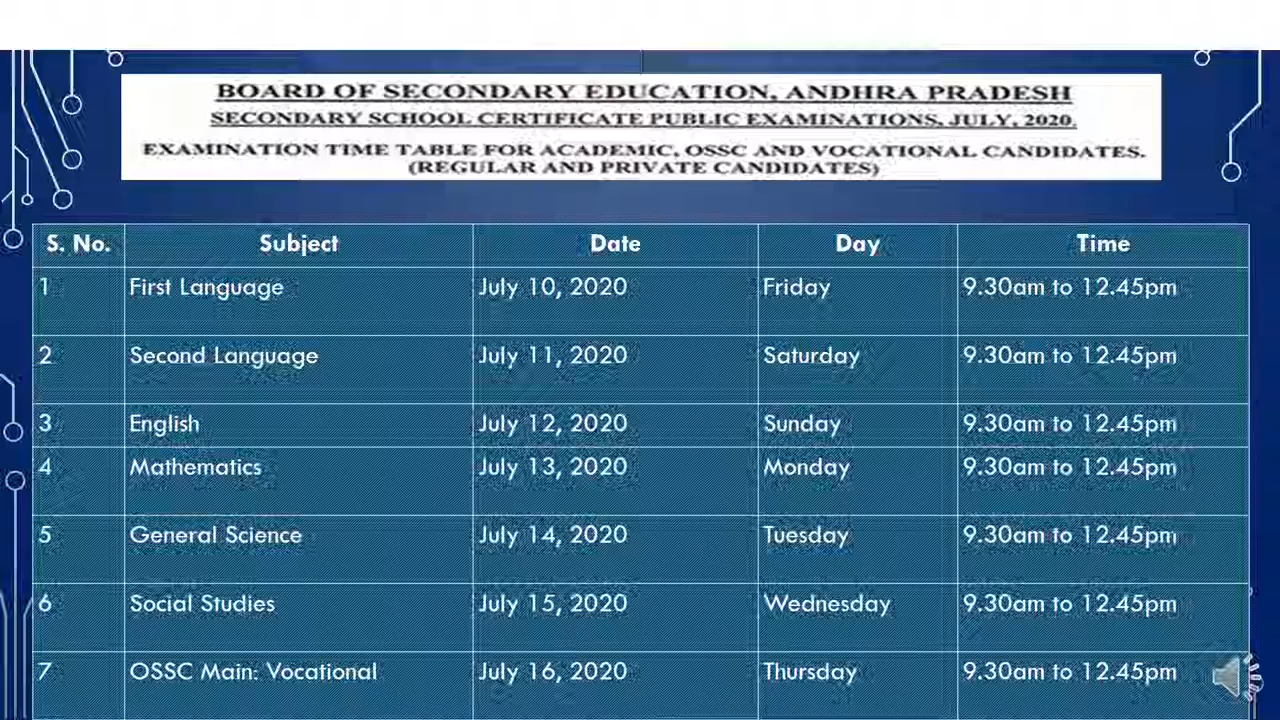 BOARD OF SECONDARY EDUCATION, ANDHRA PRADESH
SECONDARY SCHOOL CERTIFICATE PUBLIC EXAMINATIONS, JULY, 2020.
EXAMINATION TIME TABLE FOR ACADEMIC, OSSC AND VOCATIONAL CANDIDATES.
(REGULAR AND PRIVATE CANDIDATES)
S. No. Subject Date Day Time
1 First Language July 10, 2020 Friday 9.30am to 12.45pm
2 Second Language July 11, 2020 Saturday 9.30am to 12.45pm
3 English July 12, 2020 Sunday 9.30am to 12.45pm
4 Mathematics July 13, 2020 Monday 9.30am to 12.45pm
5 General Science July 14, 2020 Tuesday 9.30am to 12.45pm
6 Social Studies July 15, 2020 Wednesday 9.30am to 12.45pm
7 OSSC Main: Vocational July 16, 2020 Thursday 9.30am to 12.45pm